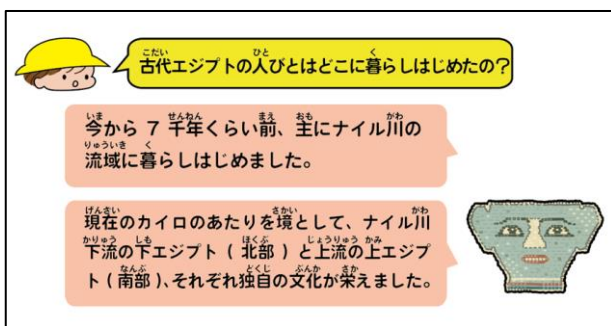 古代エジプトの人びとはどこに暮らしはじめたの?
今から 7 千年くらい前、主にナイル川の
流域に暮らしはじめました。
現在のカイロのあたりを境として、ナイル川
下流の下エジプト ( 北部 ) と上流の上エジプ
ト ( 南部 )、それぞれ独自の文化が栄えました。